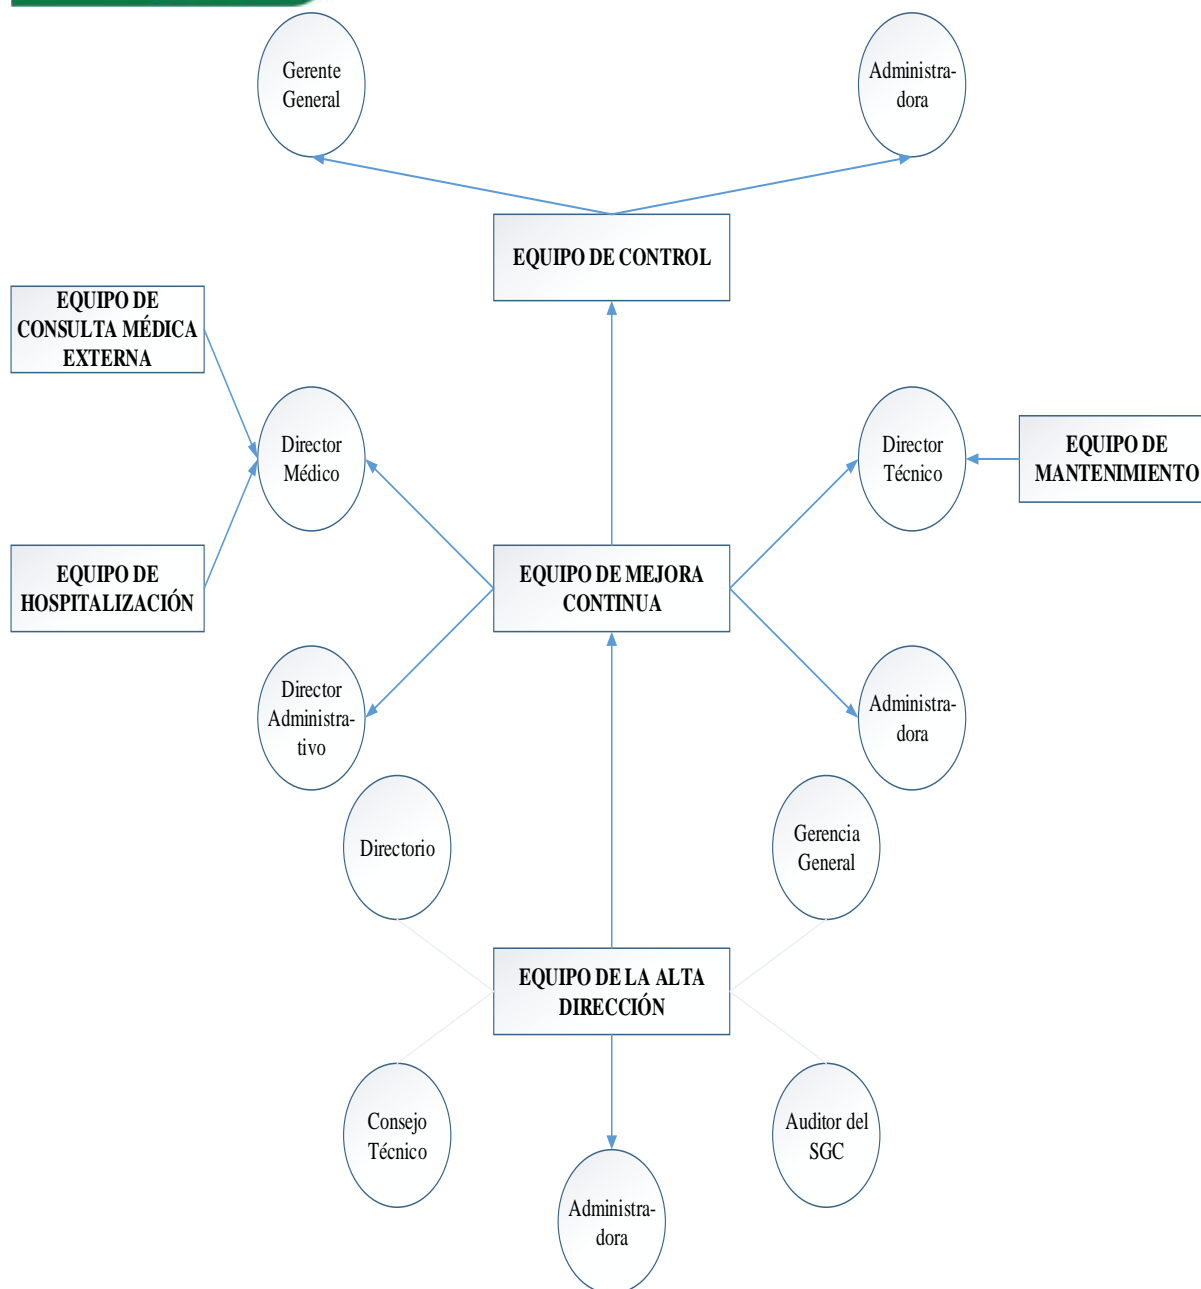 Gerente
General
Administra-
dora
EQUIPO DE CONTROL
EQUIPO DE
CONSULTA MÉDICA
EXTERNA
Director
Médico
Director
Técnico
EQUIPO DE
MANTENIMIENTO
EQUIPO DE
HOSPITALIZACIÓN
EQUIPO DE MEJORA
CONTINUA
Director
Administra-
tivo
Administra-
dora
Directorio
Gerencia
General
EQUIPO DE LA ALTA
DIRECCIÓN
Consejo
Técnico
Auditor del
SGC
Administra-
dora